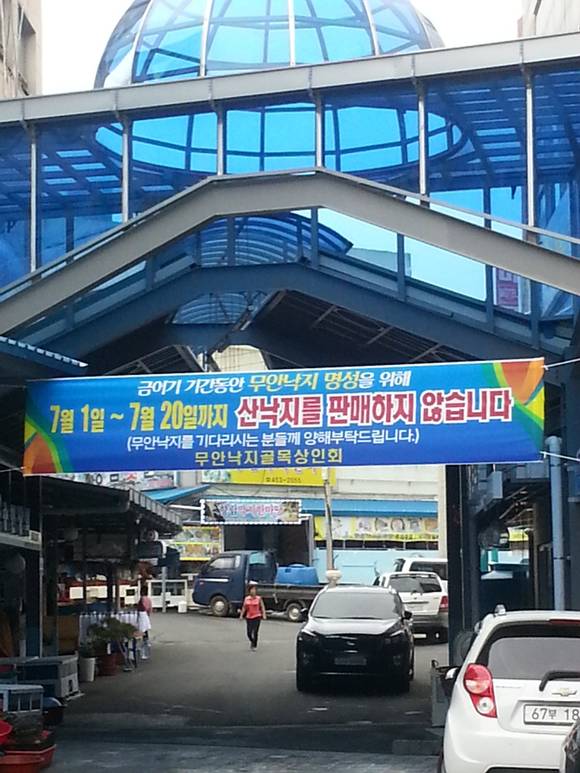 금어기 기간동안 무안낙지 명성을 위해
7월 1일 ~ 7월 20일까지 산낙지를 판매하지 않습니다
(무안낙지를 기다리시는 분들께 양해부탁드립니다.)
무안낙지골목상인회
67부 18